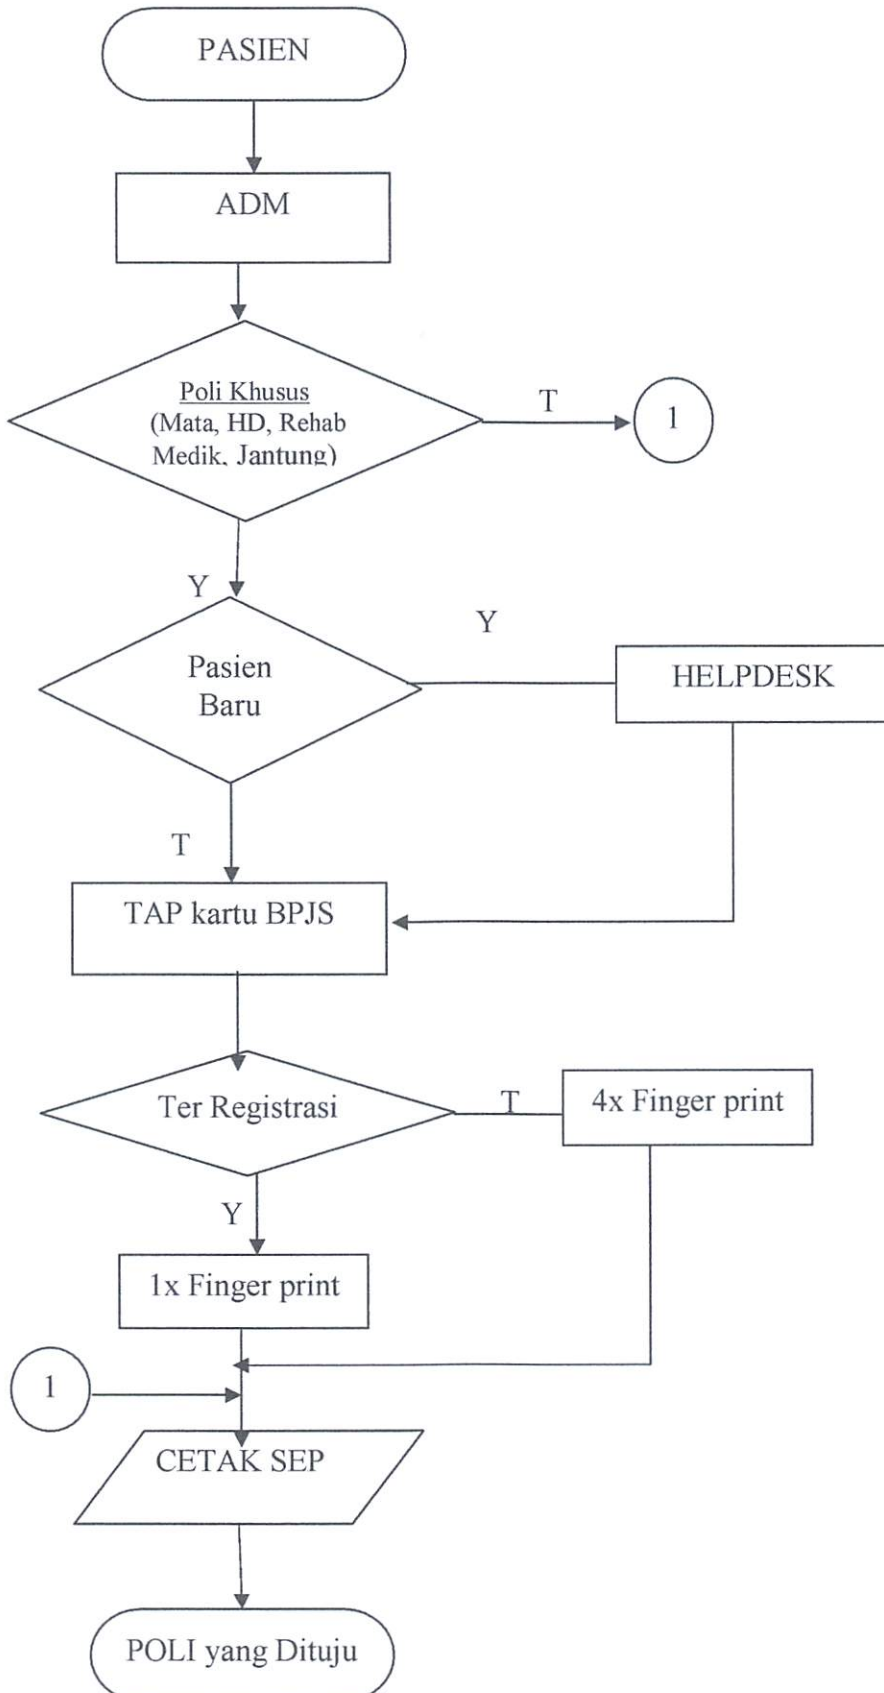 PASIEN
ADM
Poli Khusus
(Mata, HD, Rehab
Medik, Jantung)
T
1
Y
Y
Pasien
Baru
HELPDESK
T
TAP kartu BPJS
Ter Registrasi
T
4x Finger print
Y
1x Finger print
1
CETAK SEP
POLI yang Dituju